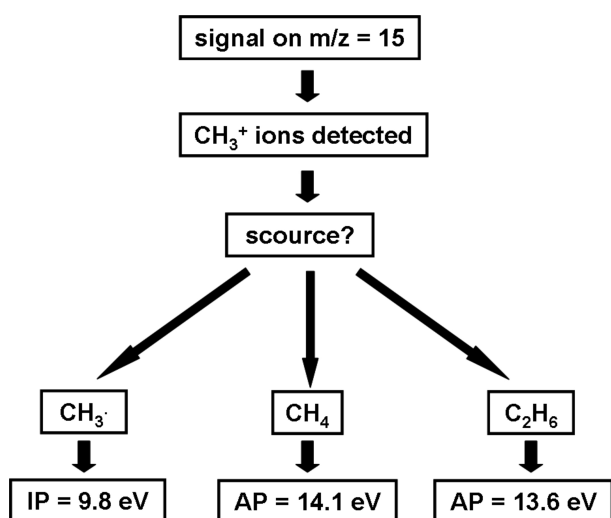 signal on m/z = 15
CH₃⁺ ions detected
scource?
CH₃·
CH₄
C₂H₆
IP = 9.8 eV
AP = 14.1 eV
AP = 13.6 eV